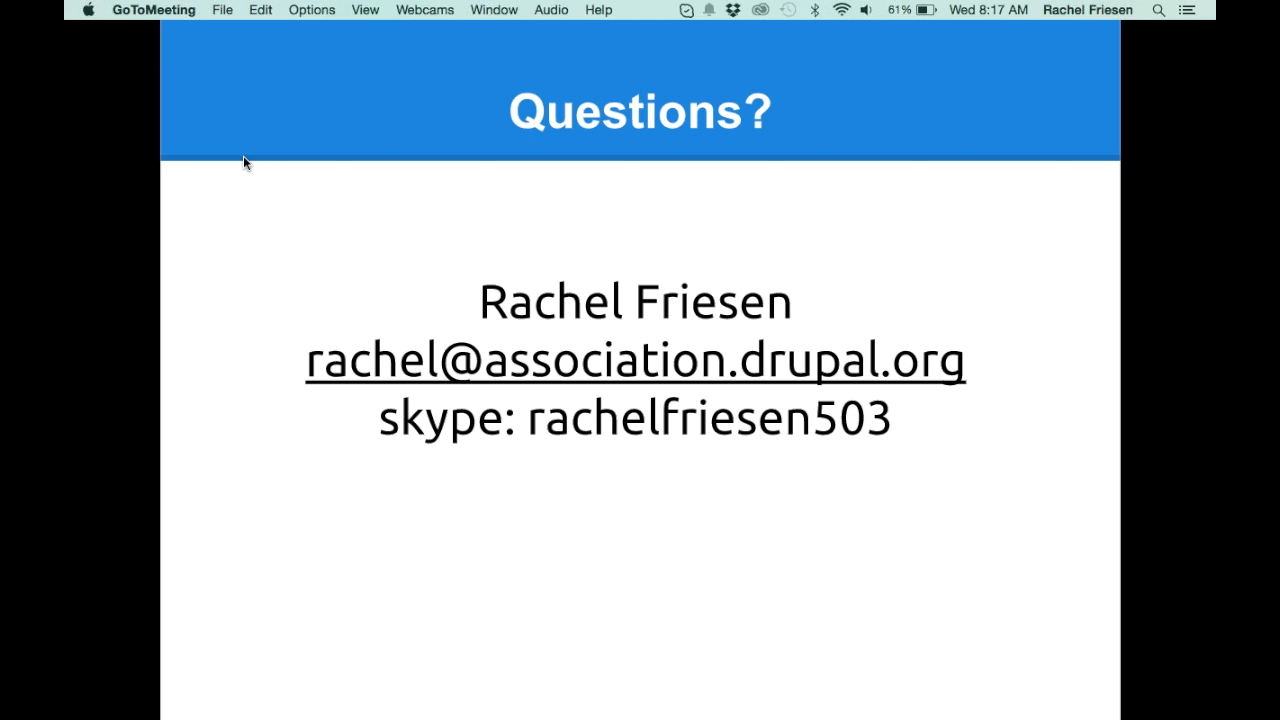 GoToMeeting File Edit Options View Webcams Window Audio Help 61% Wed 8:17 AM Rachel Friesen
Questions?
Rachel Friesen
rachel@association.drupal.org
skype: rachelfriesen503